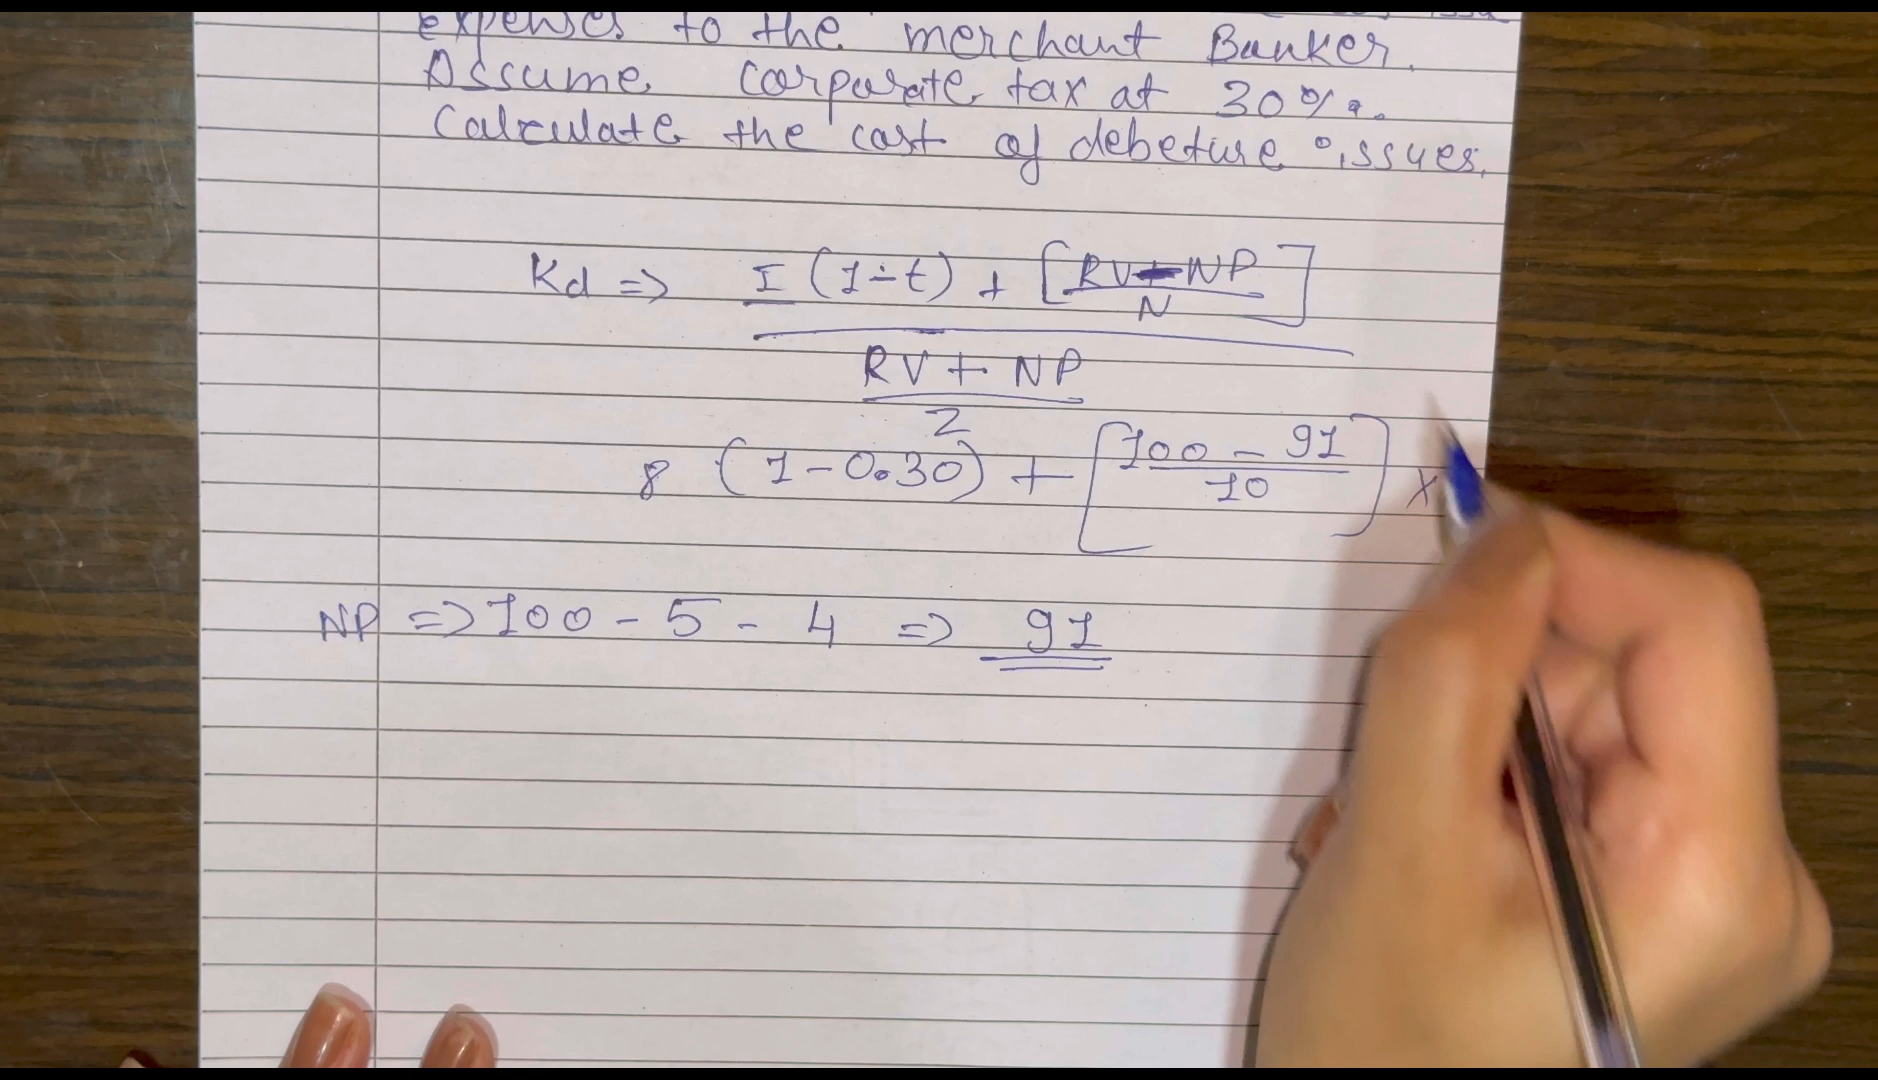 expenses to the merchant Banker.
Assume corporate tax at 30%.
Calculate the cost of debeture issues.
Kd => I (1-t) + [RV-NP
N]
RV + NP
2
8 (1-0.30) + [100 - 91
10] x
NP => 100 - 5 - 4 => 91